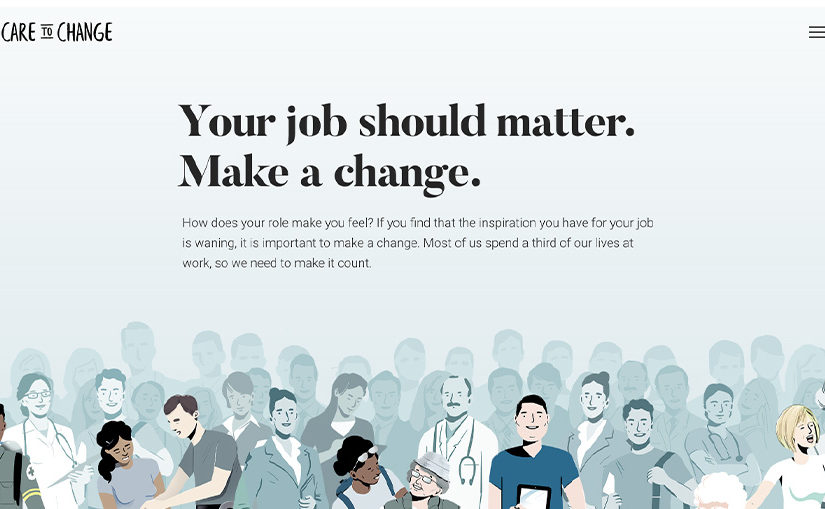 CARE TO CHANGE
Your job should matter.
Make a change.
How does your role make you feel? If you find that the inspiration you have for your job
is waning, it is important to make a change. Most of us spend a third of our lives at
work, so we need to make it count.